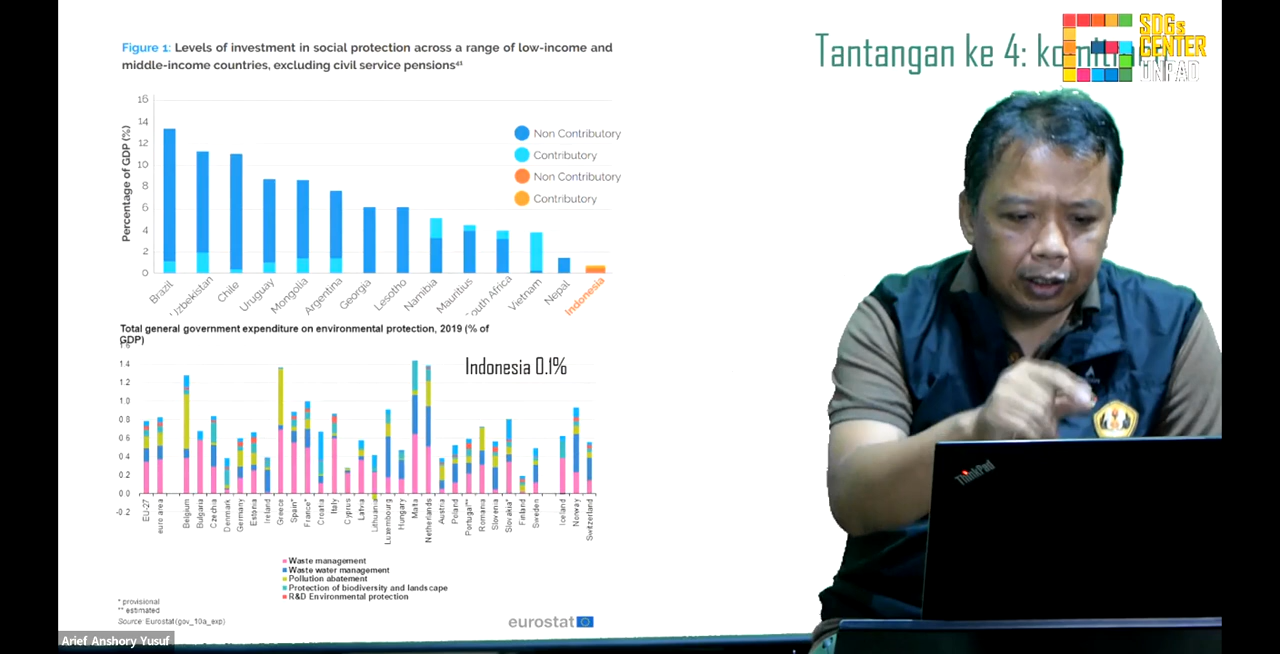 Figure 1: Levels of investment in social protection across a range of low-income and
middle-income countries, excluding civil service pensions⁴³
Tantangan ke 4:
SDGs
CENTER
UNPAD
Percentage of GDP (%)
16
14
12
10
8
6
4
2
0
Non Contributory
Contributory
Non Contributory
Contributory
Brazil
Uzbekistan
Chile
Uruguay
Mongolia
Argentina
Georgia
Lesotho
Namibia
Mauritius
South Africa
Vietnam
Nepal
Indonesia
Total general government expenditure on environmental protection, 2019 (% of
GDP)
Indonesia 0.1%
1.6
1.4
1.2
1.0
0.8
0.6
0.4
0.2
0.0
-0.2
EU-27
euro area
Belgium
Bulgaria
Czechia
Denmark
Germany
Estonia
Ireland
Greece
Spain*
France*
Croatia
Italy
Cyprus
Latvia
Lithuania
Luxembourg
Hungary
Malta
Netherlands
Austria
Poland
Portugal**
Romania
Slovenia
Slovakia*
Finland
Sweden
Iceland
Norway
Switzerland
Waste management
Waste water management
Pollution abatement
Protection of biodiversity and landscape
R&D Environmental protection
* provisional
** estimated
Source: Eurostat(gov_10a_exp)
eurostat
ThinkPad
Arief Anshory Yusuf